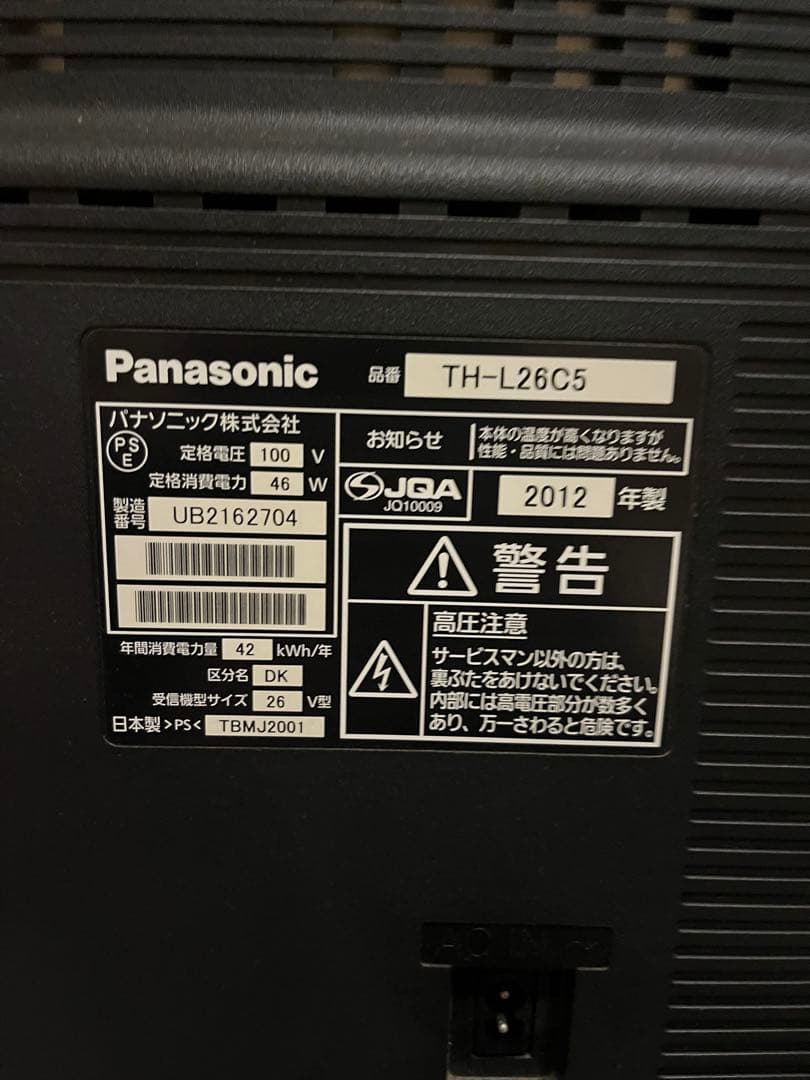 Panasonic 品番 TH-L26C5
パナソニック株式会社
PS
E
定格電圧 100 V
定格消費電力 46 W
製造
番号 UB2162704
年間消費電力量 42 kWh/年
区分名 DK
受信機型サイズ 26 V型
日本製 >PS< TBMJ2001
お知らせ
本体の温度が高くなりますが
性能・品質には問題ありません。
JQA
JQ10009
2012 年製
警告
高圧注意
サービスマン以外の方は、
裏ぶたをあけないでください。
内部には高電圧部分が数多く
あり、万一さわると危険です。
AC IN ~